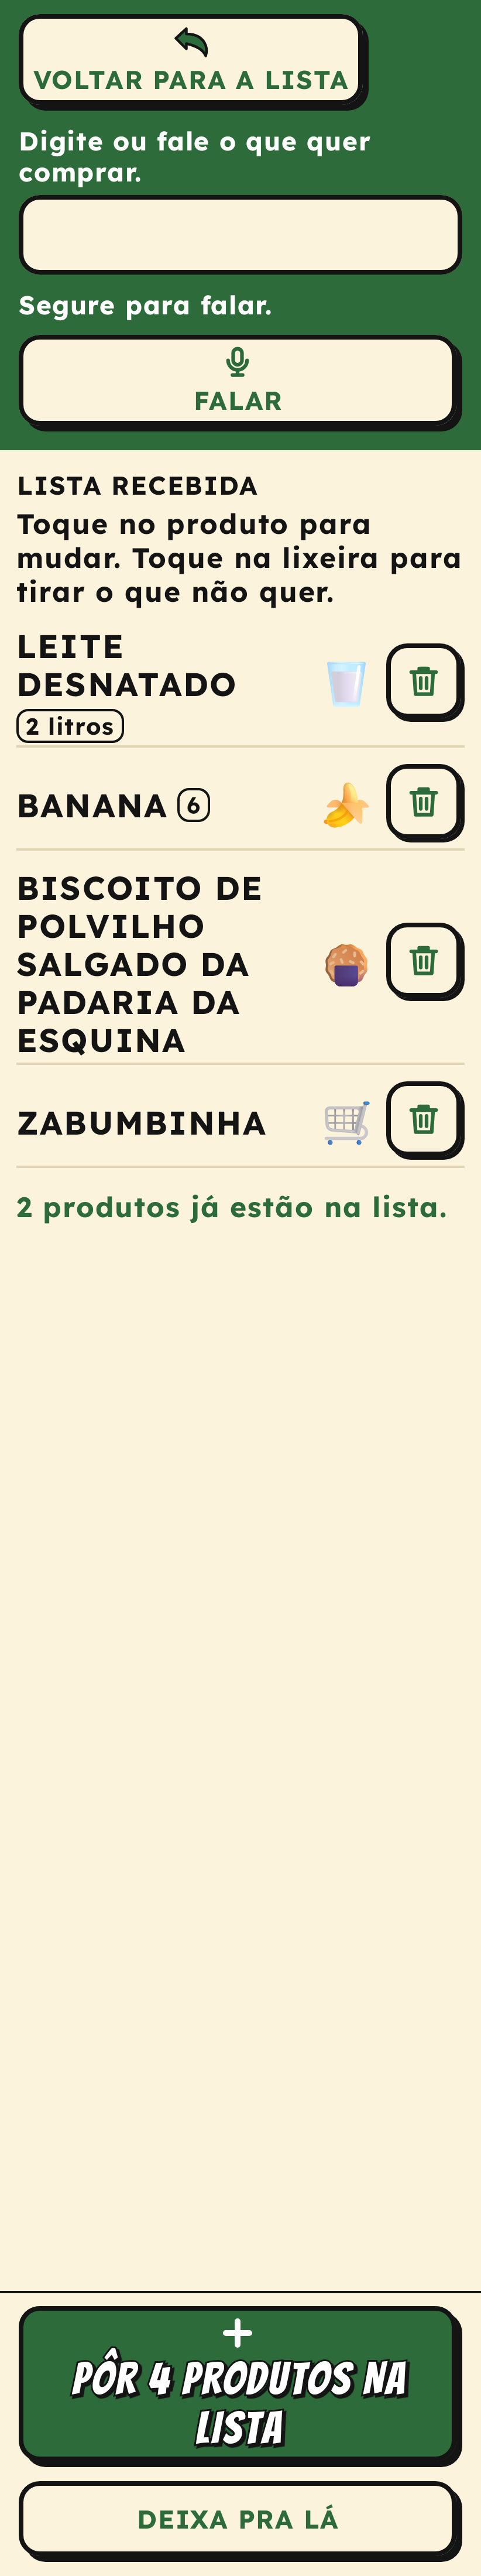 VOLTAR PARA A LISTA
Digite ou fale o que quer
comprar.
Segure para falar.
FALAR
LISTA RECEBIDA
Toque no produto para
mudar. Toque na lixeira para
tirar o que não quer.
LEITE
DESNATADO
2 litros
BANANA 6
BISCOITO DE
POLVILHO
SALGADO DA
PADARIA DA
ESQUINA
ZABUMBINHA
2 produtos já estão na lista.
PÔR 4 PRODUTOS NA
LISTA
DEIXA PRA LÁ